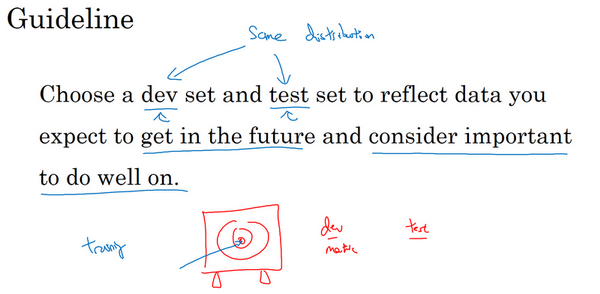 Guideline
Same distribution
Choose a dev set and test set to reflect data you
expect to get in the future and consider important
to do well on.
dev test
metric